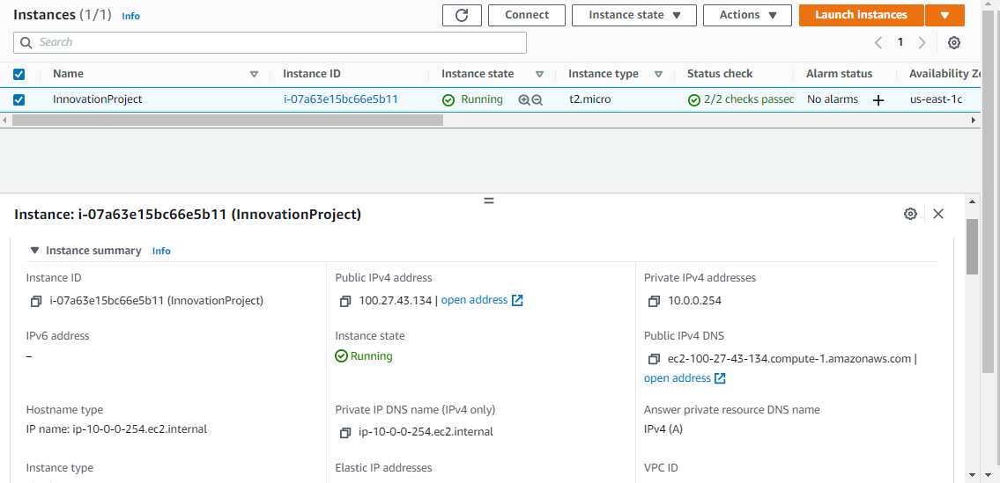 Instances (1/1) Info Connect Instance state Actions Launch instances
Search 1
Name Instance ID Instance state Instance type Status check Alarm status Availability Zo
InnovationProject i-07a63e15bc66e5b11 Running t2.micro 2/2 checks passed No alarms us-east-1c
Instance: i-07a63e15bc66e5b11 (InnovationProject)
Instance summary Info
Instance ID Public IPv4 address Private IPv4 addresses
i-07a63e15bc66e5b11 (InnovationProject) 100.27.43.134 | open address 10.0.0.254
IPv6 address Instance state Public IPv4 DNS
– Running ec2-100-27-43-134.compute-1.amazonaws.com |
open address
Hostname type Private IP DNS name (IPv4 only) Answer private resource DNS name
IP name: ip-10-0-0-254.ec2.internal ip-10-0-0-254.ec2.internal IPv4 (A)
Instance type Elastic IP addresses VPC ID